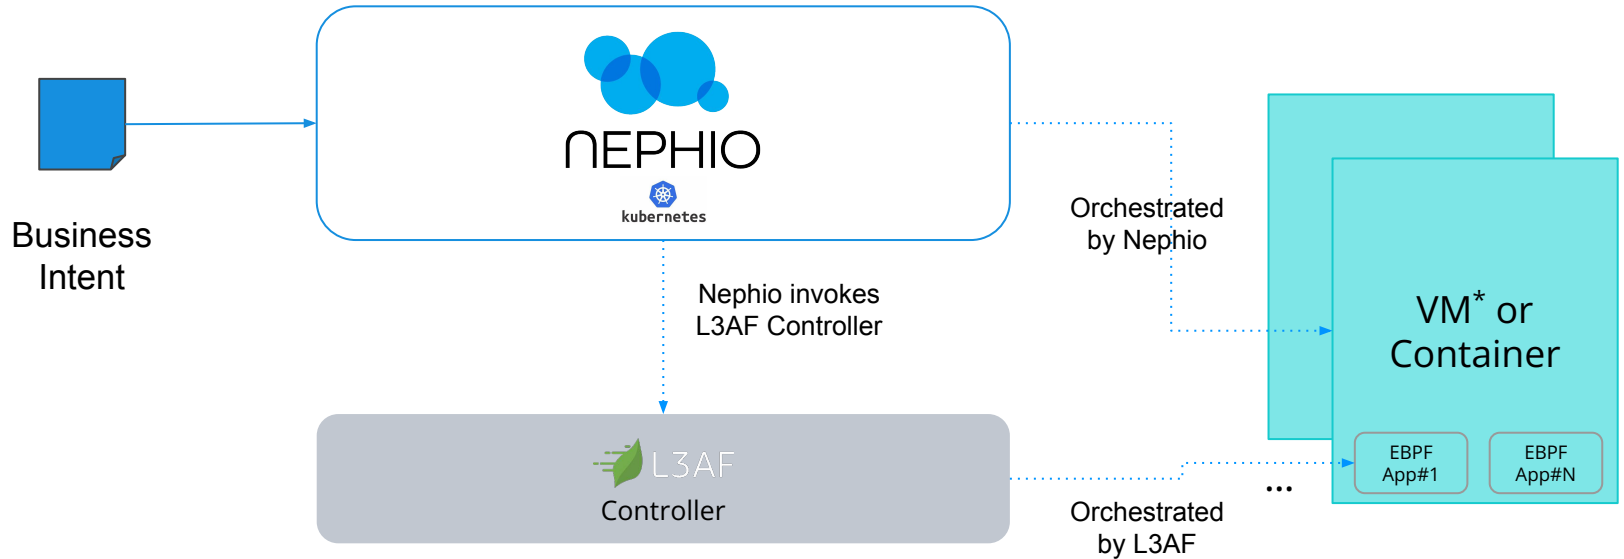 NEPHIO
kubernetes
Business
Intent
Orchestrated
by Nephio
Nephio invokes
L3AF Controller
VM* or
Container
L3AF
Controller
EBPF
App#1
EBPF
App#N
...
Orchestrated
by L3AF